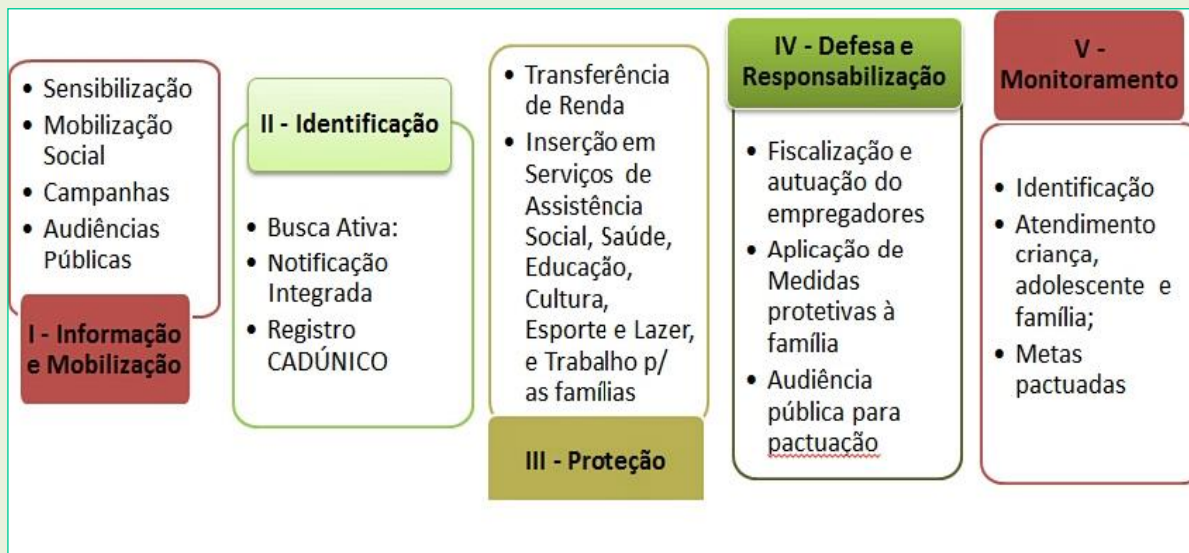 • Sensibilização
• Mobilização
Social
• Campanhas
• Audiências
Públicas
I - Informação
e Mobilização
II - Identificação
• Busca Ativa:
• Notificação
Integrada
• Registro
CADÚNICO
• Transferência
de Renda
• Inserção em
Serviços de
Assistência
Social, Saúde,
Educação,
Cultura,
Esporte e Lazer,
e Trabalho p/
as famílias
III - Proteção
IV - Defesa e
Responsabilização
• Fiscalização e
autuação do
empregadores
• Aplicação de
Medidas
protetivas à
família
• Audiência
pública para
pactuação
V -
Monitoramento
• Identificação
• Atendimento
criança,
adolescente e
família;
• Metas
pactuadas